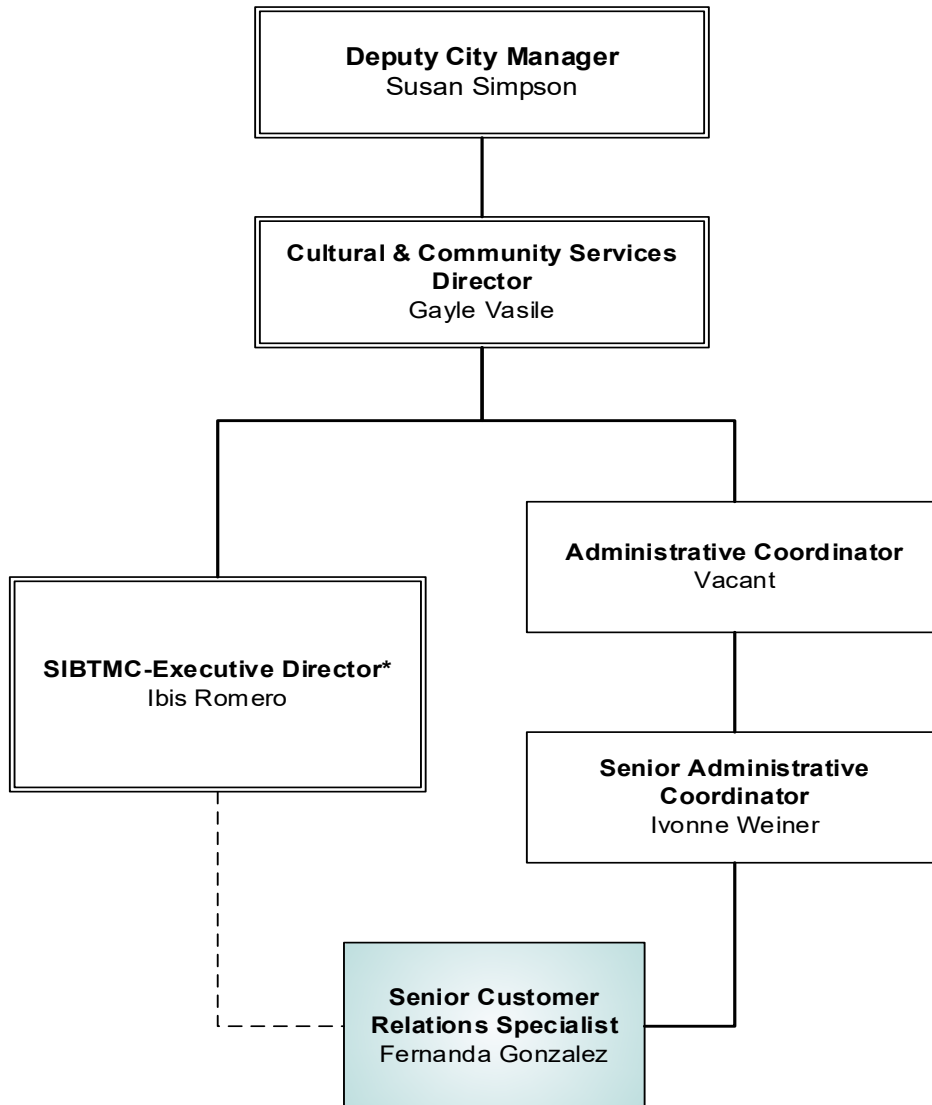 Deputy City Manager
Susan Simpson
Cultural & Community Services
Director
Gayle Vasile
Administrative Coordinator
Vacant
SIBTMC-Executive Director*
Ibis Romero
Senior Administrative
Coordinator
Ivonne Weiner
Senior Customer
Relations Specialist
Fernanda Gonzalez